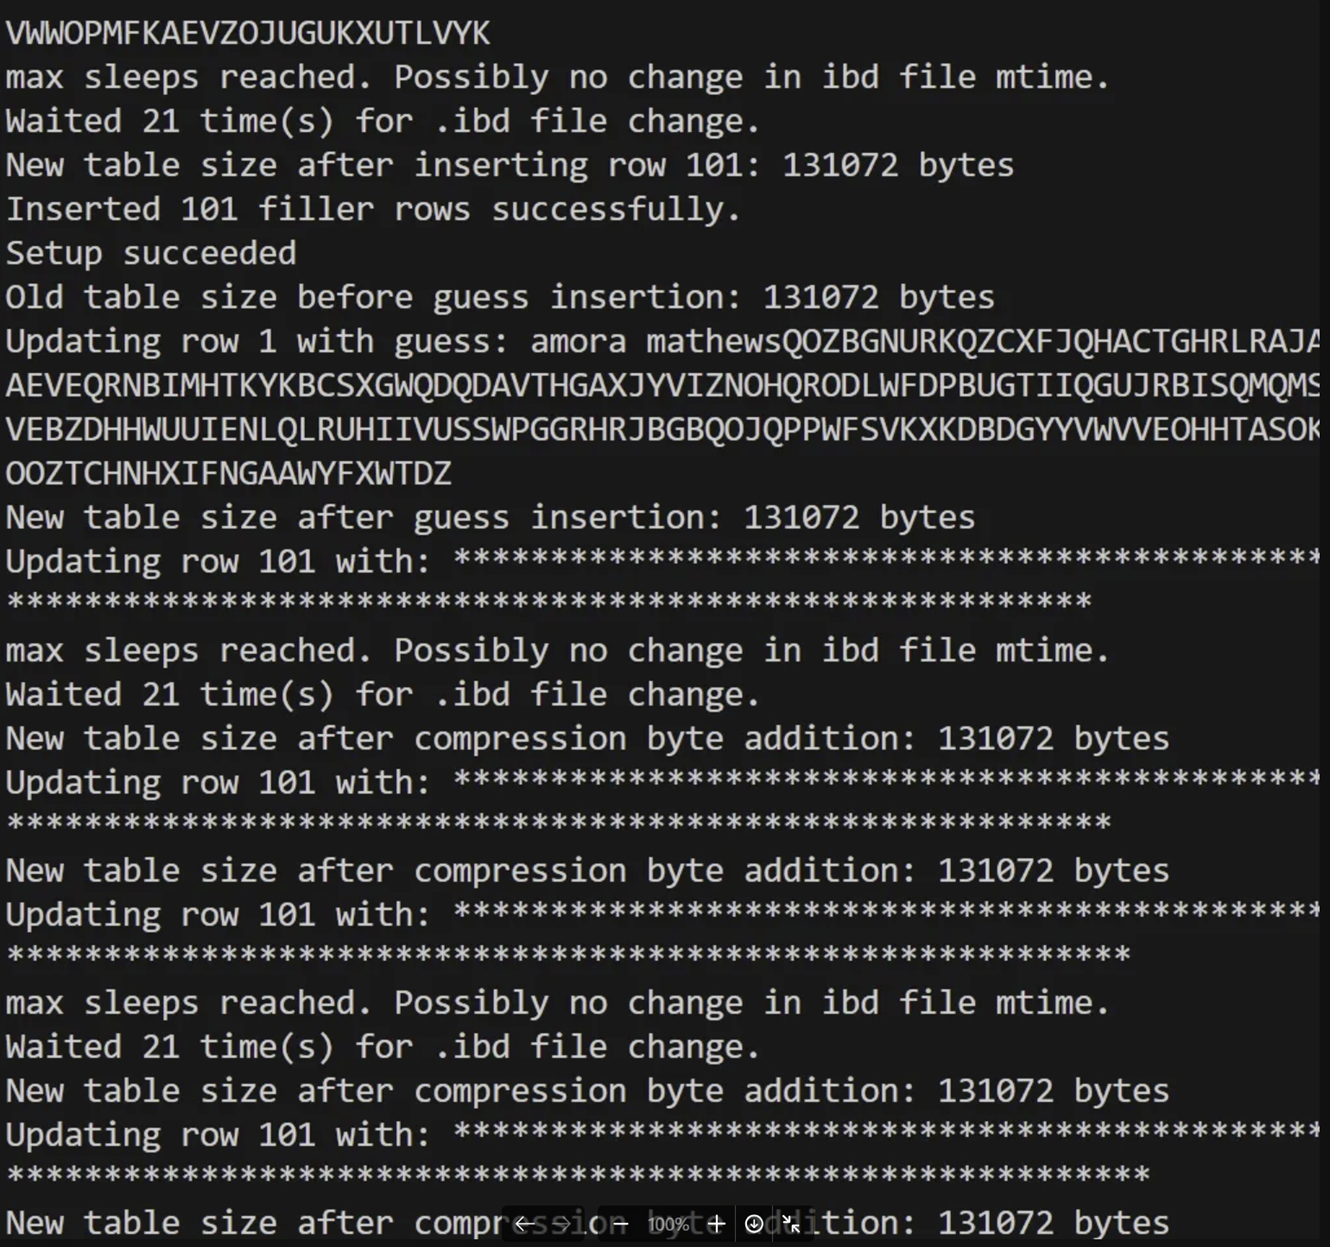 VWWOPMFKAEVZOJUGUKXUTLVYK
max sleeps reached. Possibly no change in ibd file mtime.
Waited 21 time(s) for .ibd file change.
New table size after inserting row 101: 131072 bytes
Inserted 101 filler rows successfully.
Setup succeeded
Old table size before guess insertion: 131072 bytes
Updating row 1 with guess: amora mathewsQOZBGNURKQZCXFJQHACTGHRLRAJA
AEVEQRNBIMHTKYKBCSXGWQDQDAVTHGAXJYVIZNOHQRODLWFDPBUGTIIQGUJRBISQMQMS
VEBZDHHWUUIENLQLRUHIIVUSSWPGGRHRJBGBQOJQPPWFSVKXKDBDGYYVWVVEOHHTASOK
OOZTCHNHXIFNGAAWYFXWTDZ
New table size after guess insertion: 131072 bytes
Updating row 101 with: *********************************************
********************************************************
max sleeps reached. Possibly no change in ibd file mtime.
Waited 21 time(s) for .ibd file change.
New table size after compression byte addition: 131072 bytes
Updating row 101 with: *********************************************
*********************************************************
New table size after compression byte addition: 131072 bytes
Updating row 101 with: *********************************************
**********************************************************
max sleeps reached. Possibly no change in ibd file mtime.
Waited 21 time(s) for .ibd file change.
New table size after compression byte addition: 131072 bytes
Updating row 101 with: *********************************************
***********************************************************
New table size after compression byte addition: 131072 bytes
100%